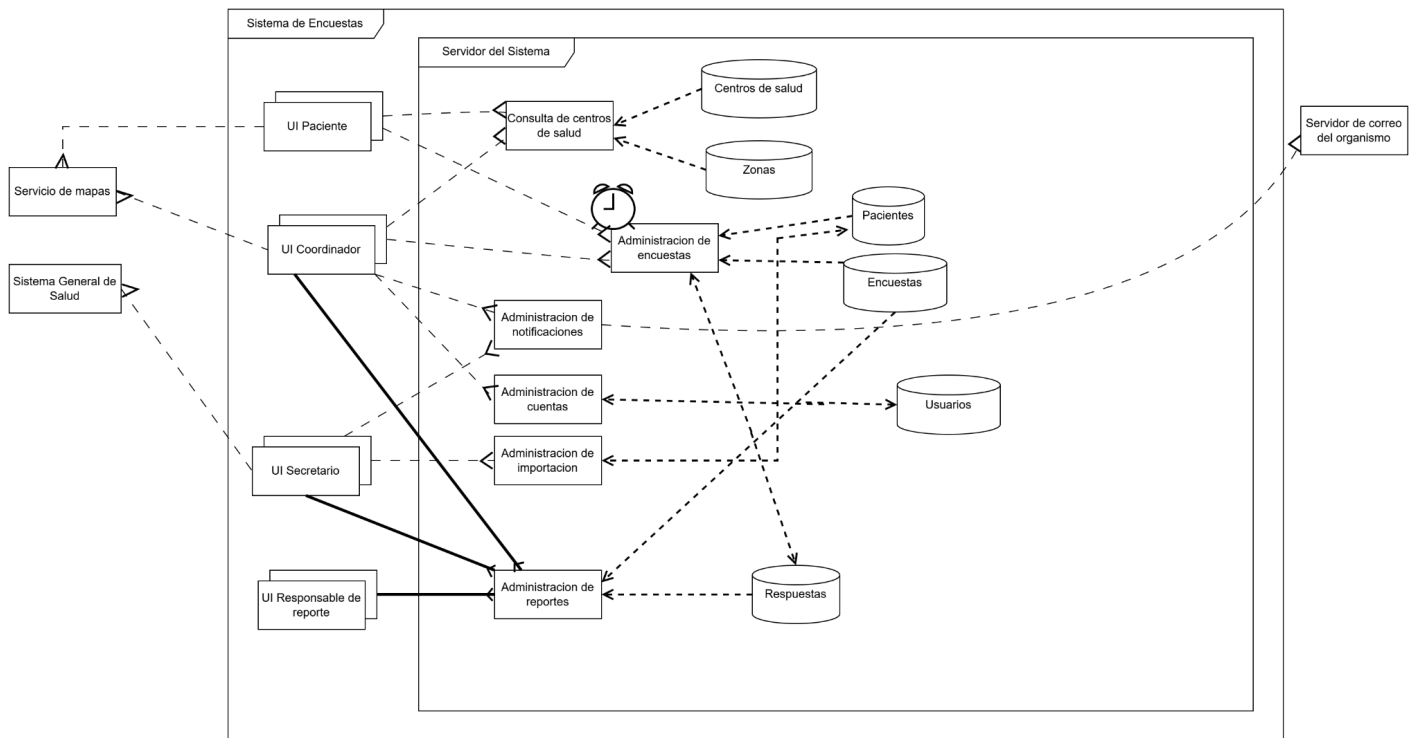 Sistema de Encuestas
Servidor del Sistema
Centros de salud
UI Paciente
Consulta de centros
de salud
Servidor de correo
del organismo
Zonas
Servicio de mapas
Pacientes
UI Coordinador
Administracion de
encuestas
Sistema General de
Salud
Encuestas
Administracion de
notificaciones
Administracion de
cuentas
Usuarios
UI Secretario
Administracion de
importacion
UI Responsable de
reporte
Administracion de
reportes
Respuestas